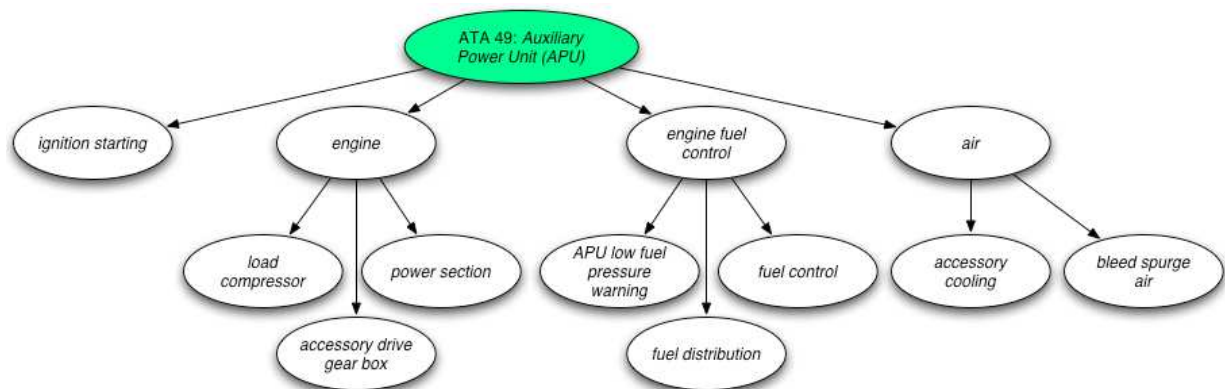 ATA 49: Auxiliary
Power Unit (APU)
ignition starting
engine
engine fuel
control
air
load
compressor
power section
APU low fuel
pressure
warning
fuel control
accessory
cooling
bleed spurge
air
accessory drive
gear box
fuel distribution